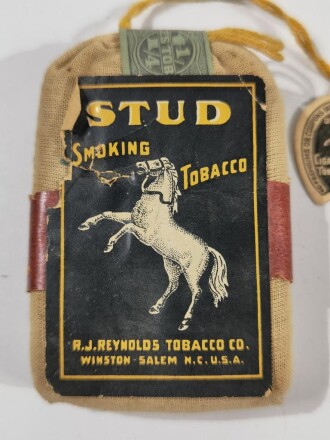 STUD
SMOKING
TOBACCO
R.J. REYNOLDS TOBACCO CO.
WINSTON-SALEM N.C. U.S.A.